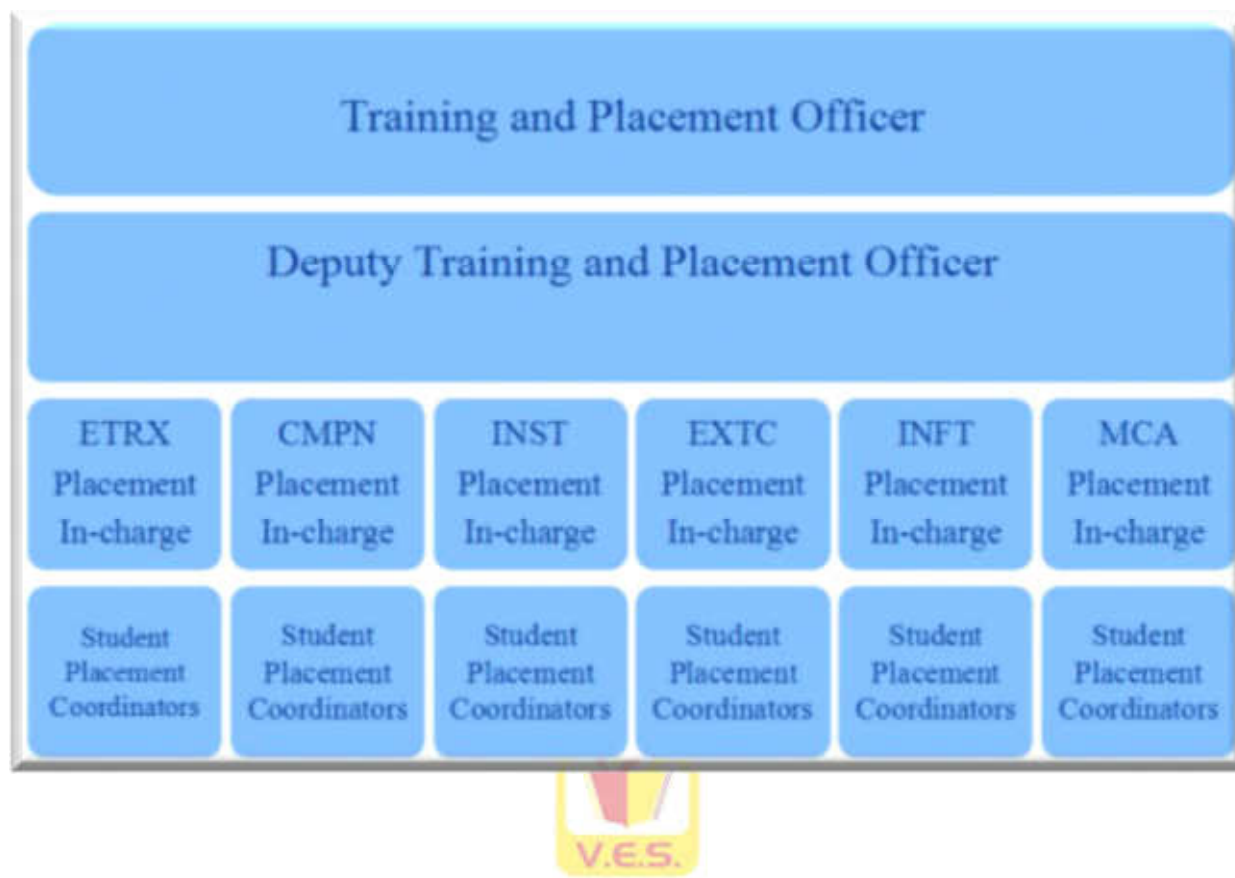 Training and Placement Officer
Deputy Training and Placement Officer
ETRX
Placement
In-charge
CMPN
Placement
In-charge
INST
Placement
In-charge
EXTC
Placement
In-charge
INFT
Placement
In-charge
MCA
Placement
In-charge
Student
Placement
Coordinators
Student
Placement
Coordinators
Student
Placement
Coordinators
Student
Placement
Coordinators
Student
Placement
Coordinators
Student
Placement
Coordinators
V.E.S.